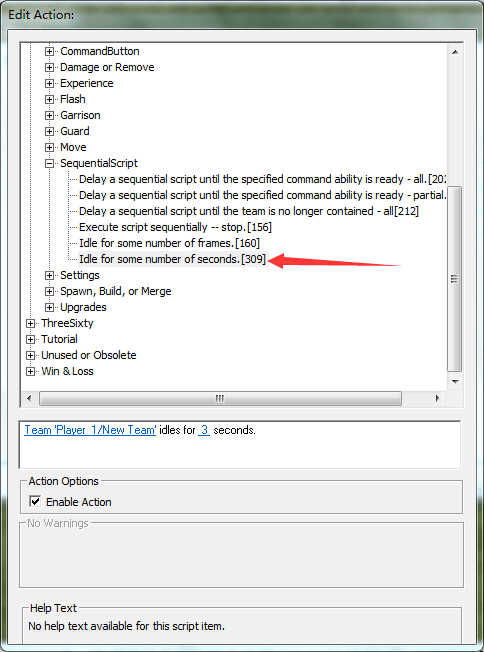 Edit Action:
CommandButton
Damage or Remove
Experience
Flash
Garrison
Guard
Move
SequentialScript
Delay a sequential script until the specified command ability is ready - all.[202
Delay a sequential script until the specified command ability is ready - partial.
Delay a sequential script until the team is no longer contained - all[212]
Execute script sequentially -- stop.[156]
Idle for some number of frames.[160]
Idle for some number of seconds.[309]
Settings
Spawn, Build, or Merge
Upgrades
ThreeSixty
Tutorial
Unused or Obsolete
Win & Loss
Team 'Player_1/New Team' idles for 3 seconds.
Action Options
Enable Action
No Warnings
Help Text
No help text available for this script item.